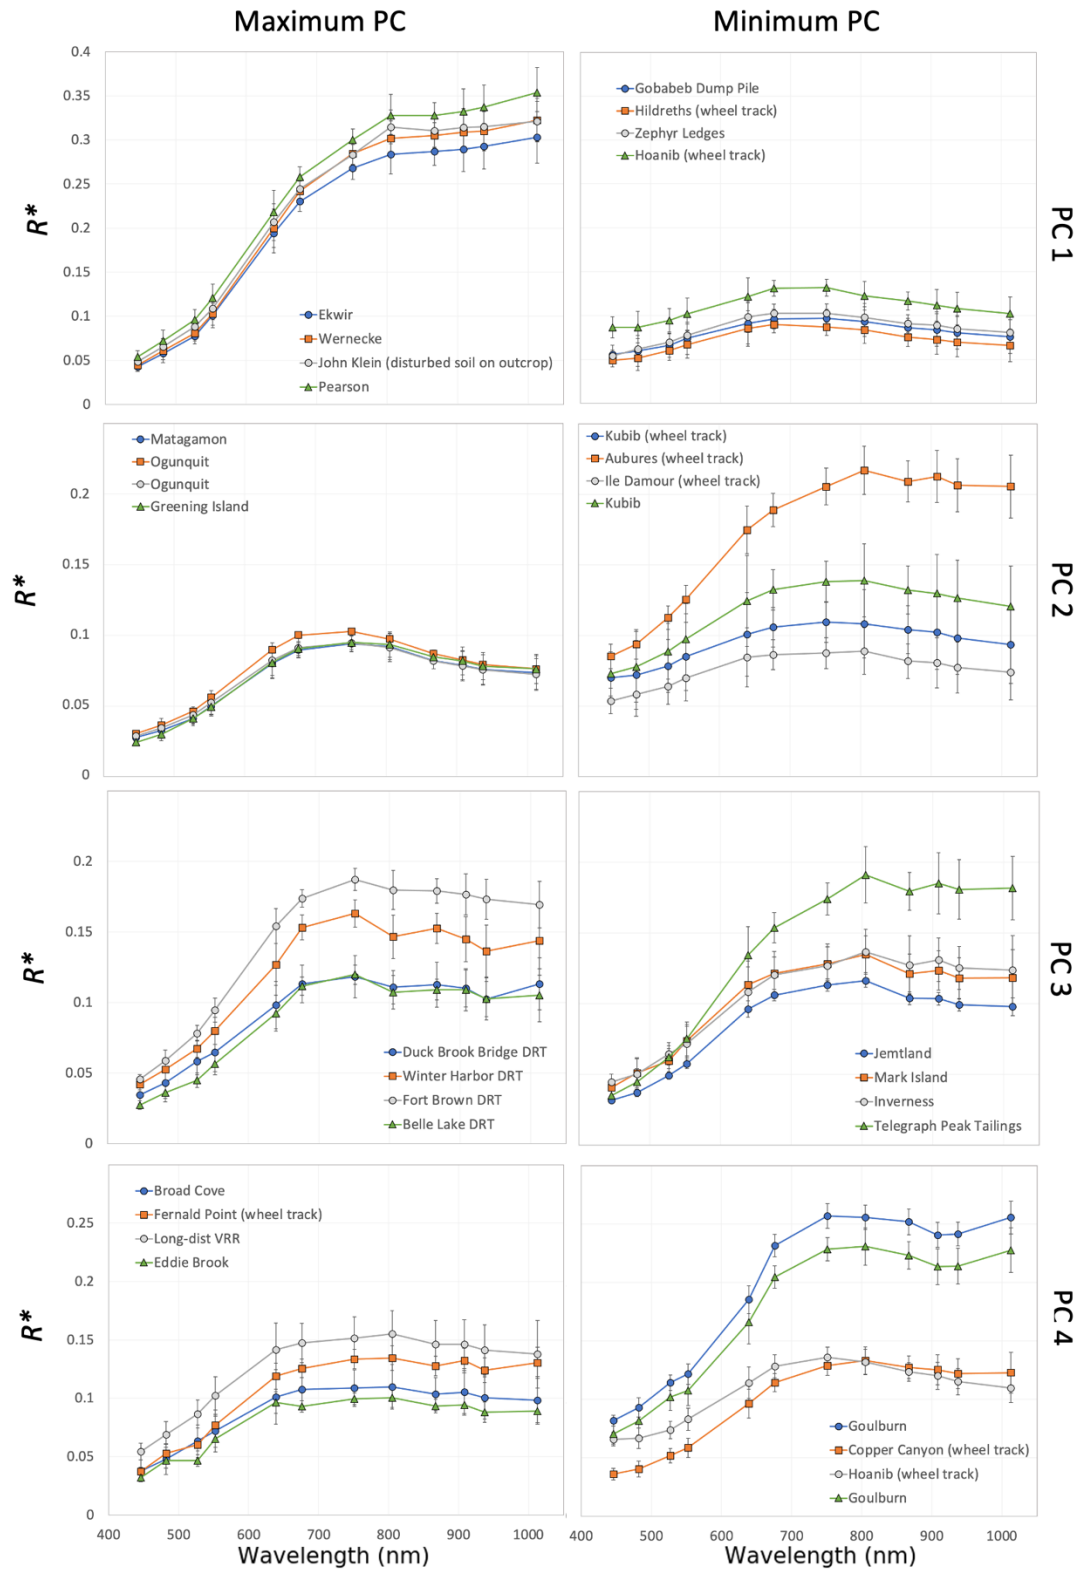 Maximum PC
Minimum PC
0.4
0.35
0.3
0.25
0.2
0.15
0.1
0.05
0
R*
Ekwir
Wernecke
John Klein (disturbed soil on outcrop)
Pearson
Gobabeb Dump Pile
Hildreths (wheel track)
Zephyr Ledges
Hoanib (wheel track)
PC 1
0.2
0.15
0.1
0.05
0
R*
Matagamon
Ogunquit
Ogunquit
Greening Island
Kubib (wheel track)
Aubures (wheel track)
Ile Damour (wheel track)
Kubib
PC 2
0.2
0.15
0.1
0.05
0
R*
Duck Brook Bridge DRT
Winter Harbor DRT
Fort Brown DRT
Belle Lake DRT
Jemtland
Mark Island
Inverness
Telegraph Peak Tailings
PC 3
0.25
0.2
0.15
0.1
0.05
0
R*
Broad Cove
Fernald Point (wheel track)
Long-dist VRR
Eddie Brook
Goulburn
Copper Canyon (wheel track)
Hoanib (wheel track)
Goulburn
PC 4
400 500 600 700 800 900 1000
400 500 600 700 800 900 1000
Wavelength (nm)
Wavelength (nm)